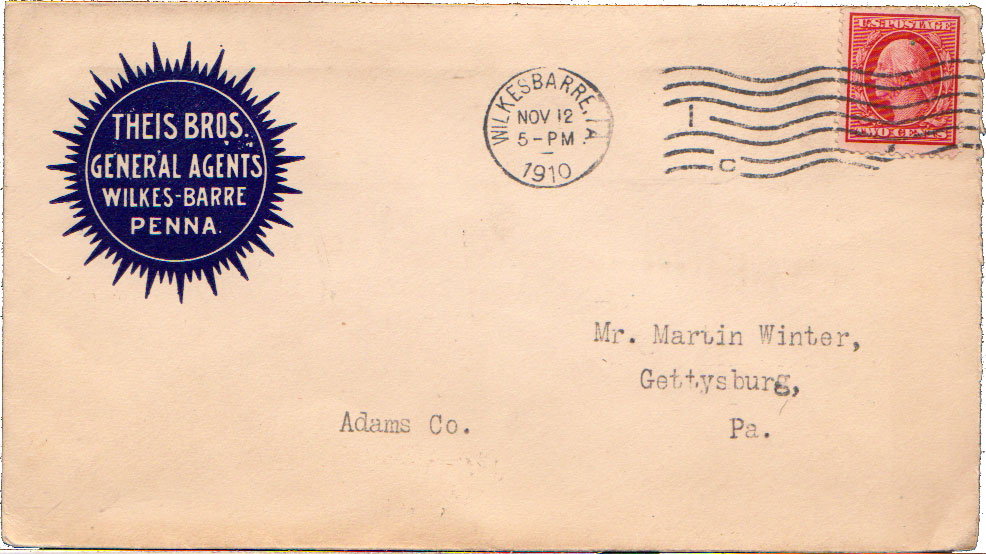 THEIS BROS.
GENERAL AGENTS
WILKES-BARRE
PENNA.
WILKESBARRE, PA.
NOV 12
5-PM
1910
1
C
U.S. POSTAGE
TWO CENTS
Mr. Martin Winter,
Gettysburg,
Adams Co.
Pa.